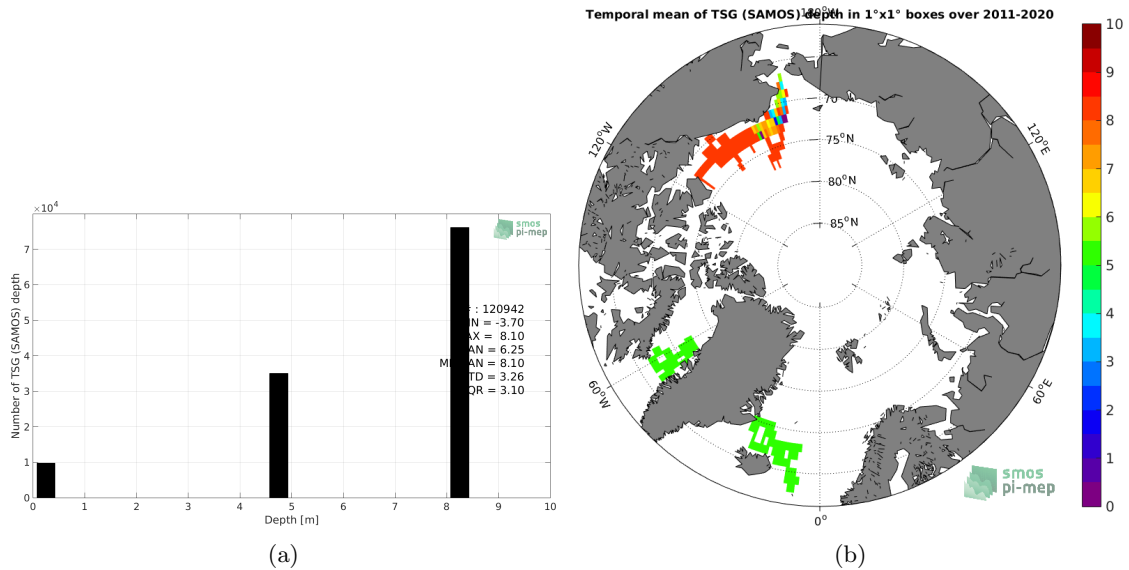 Temporal mean of TSG (SAMOS) depth in 1°x1° boxes over 2011-2020
×10⁴
smos
pi-mep
: 120942
IN = -3.70
AX = 8.10
AN = 6.25
AN = 8.10
TD = 3.26
QR = 3.10
Number of TSG (SAMOS) depth
7
6
5
4
3
2
1
0
0 1 2 3 4 5 6 7 8 9 10
Depth [m]
(a)
120°W
120°E
75°N
80°N
85°N
60°W
60°E
0°
10
9
8
7
6
5
4
3
2
1
0
smos
pi-mep
(b)